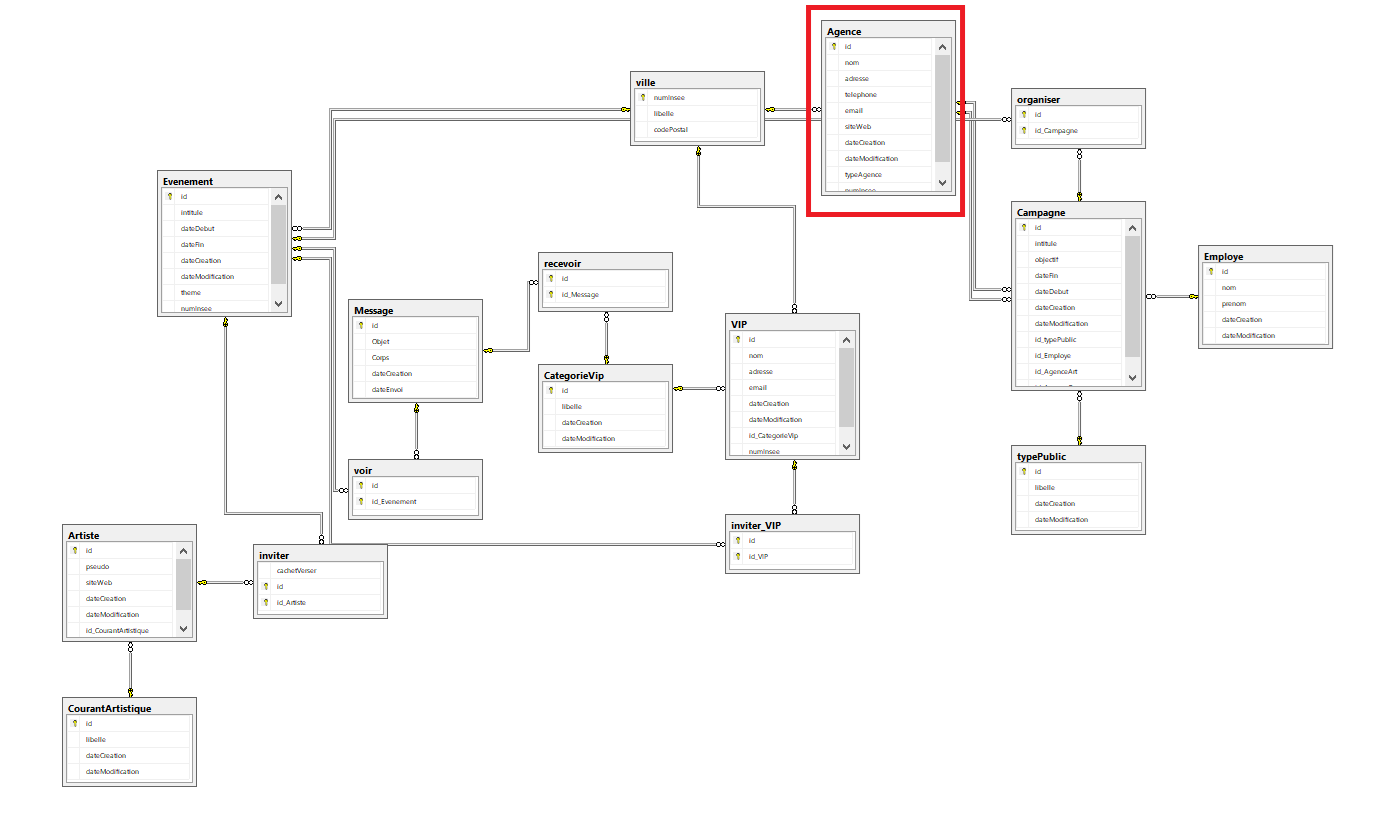 Agence
id
nom
adresse
telephone
email
siteWeb
dateCreation
dateModification
typeAgence
numInsee
ville
numInsee
libelle
codePostal
organiser
id
id_Campagne
Evenement
id
intitule
dateDebut
dateFin
dateCreation
dateModification
theme
numInsee
Campagne
id
intitule
objectif
dateFin
dateDebut
dateCreation
dateModification
id_typePublic
id_Employe
id_AgenceArt
Employe
id
nom
prenom
dateCreation
dateModification
recevoir
id
id_Message
Message
id
Objet
Corps
dateCreation
dateEnvoi
VIP
id
nom
adresse
email
dateCreation
dateModification
id_CategorieVip
numInsee
CategorieVip
id
libelle
dateCreation
dateModification
typePublic
id
libelle
dateCreation
dateModification
voir
id
id_Evenement
inviter_VIP
id
id_VIP
Artiste
id
pseudo
siteWeb
dateCreation
dateModification
id_CourantArtistique
inviter
cachetVerser
id
id_Artiste
CourantArtistique
id
libelle
dateCreation
dateModification